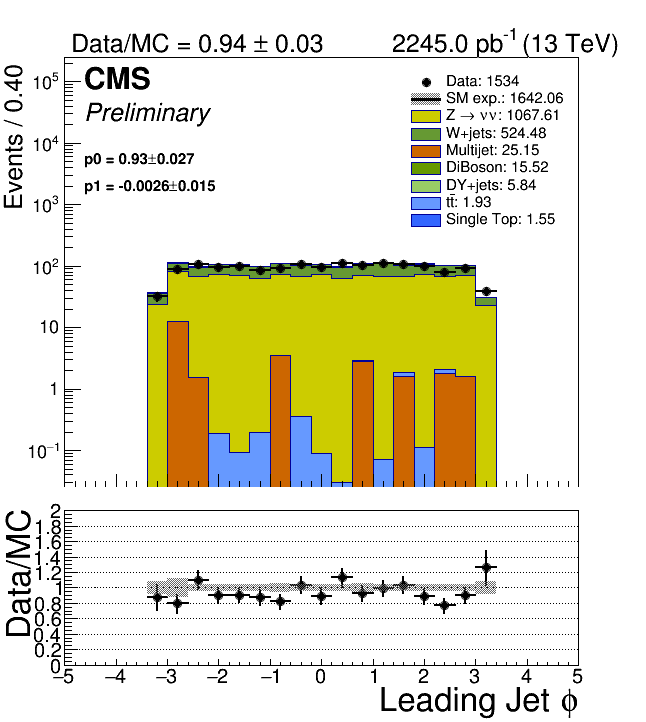 Data/MC = 0.94 ± 0.03 2245.0 pb⁻¹ (13 TeV)
CMS
Preliminary
p0 = 0.93±0.027
p1 = -0.0026±0.015
Data: 1534
SM exp.: 1642.06
Z → νν: 1067.61
W+jets: 524.48
Multijet: 25.15
DiBoson: 15.52
DY+jets: 5.84
tt̄: 1.93
Single Top: 1.55
Events / 0.40
10⁵
10⁴
10³
10²
10
1
10⁻¹
Data/MC
2
1.8
1.6
1.4
1.2
1
0.8
0.6
0.4
0.2
0
−5 −4 −3 −2 −1 0 1 2 3 4 5
Leading Jet ϕ